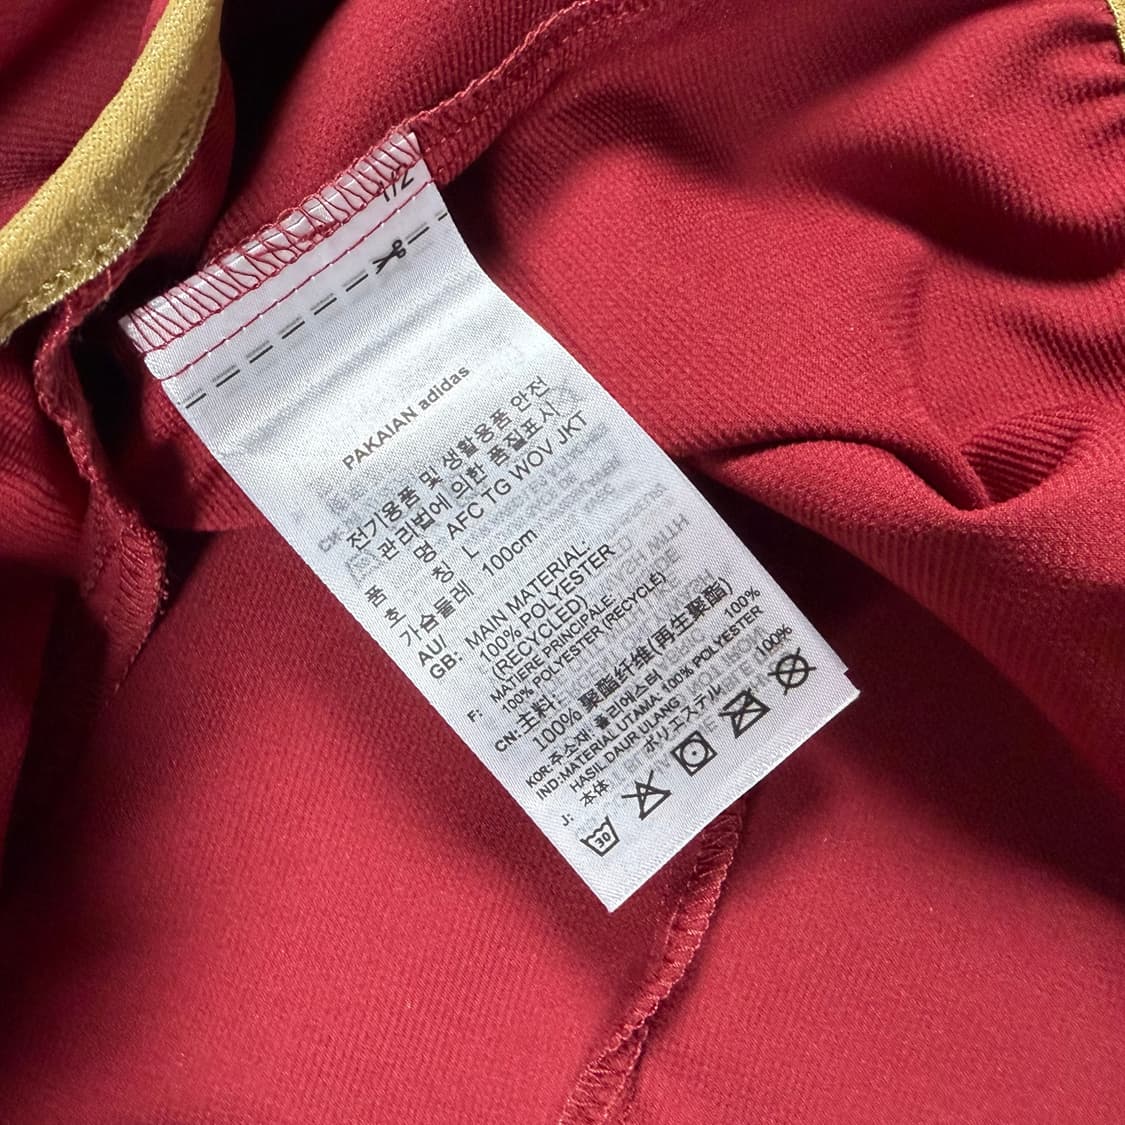 1/2
PAKAIAN adidas
전기용품 및 생활용품 안전
관리법에 의한 품질표시
품 명 AFC TG WOV JKT
호 칭 L
가슴둘레 100cm
AU/
GB: MAIN MATERIAL:
100% POLYESTER
(RECYCLED)
F: MATIERE PRINCIPALE:
100% POLYESTER (RECYCLÉ)
CN: 主料:
100% 聚酯纤维(再生聚酯)
KOR: 주소재 폴리에스터 100%
IND: MATERIAL UTAMA: 100% POLYESTER
HASIL DAUR ULANG
J: 本体 ポリエステル 100%
30